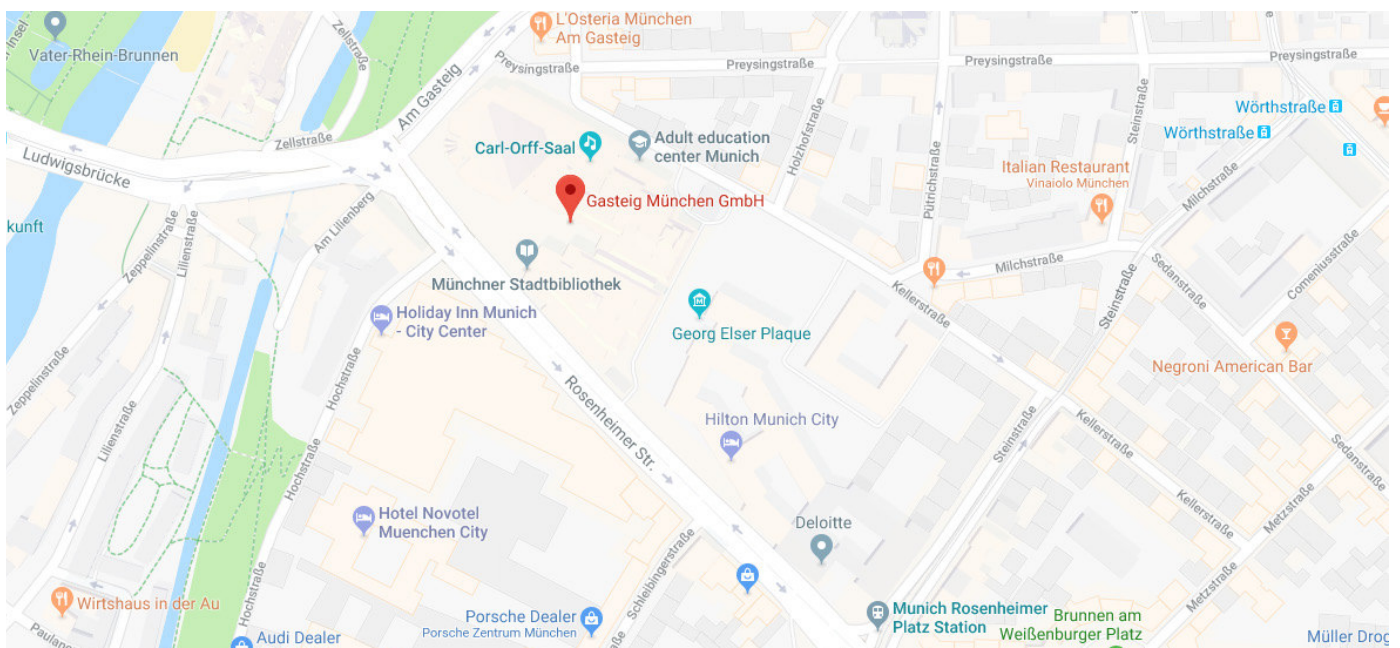 L'Osteria München
Am Gasteig
Insel
Vater-Rhein-Brunnen
Zellstraße
Am Gasteig
Preysingstraße
Preysingstraße
Preysingstraße
Wörthstraße
Wörthstraße
Zellstraße
Ludwigsbrücke
Carl-Orff-Saal
Adult education
center Munich
Holzhofstraße
Pütrichstraße
Steinstraße
Italian Restaurant
Vinaiolo München
Milchstraße
Gasteig München GmbH
kunft
Zeppelinstraße
Lilienstraße
Am Lilienberg
Münchner Stadtbibliothek
Milchstraße
Kellerstraße
Steinstraße
Sedanstraße
Comeniusstraße
Holiday Inn Munich
- City Center
Georg Elser Plaque
Negroni American Bar
Zeppelinstraße
Lilienstraße
Hochstraße
Rosenheimer Str.
Hilton Munich City
Steinstraße
Kellerstraße
Sedanstraße
Hochstraße
Kellerstraße
Metzstraße
Hotel Novotel
Muenchen City
Deloitte
Schleibingerstraße
Metzstraße
Hochstraße
Wirtshaus in der Au
Porsche Dealer
Porsche Zentrum München
Munich Rosenheimer
Platz Station
Brunnen am
Weißenburger Platz
Paulan
Audi Dealer
Müller Drog